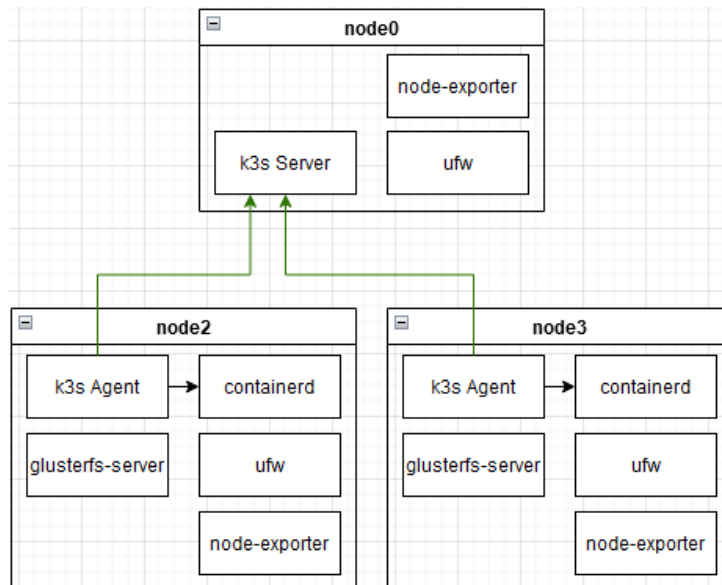 node0
node-exporter
k3s Server
ufw
node2
k3s Agent
containerd
glusterfs-server
ufw
node-exporter
node3
k3s Agent
containerd
glusterfs-server
ufw
node-exporter